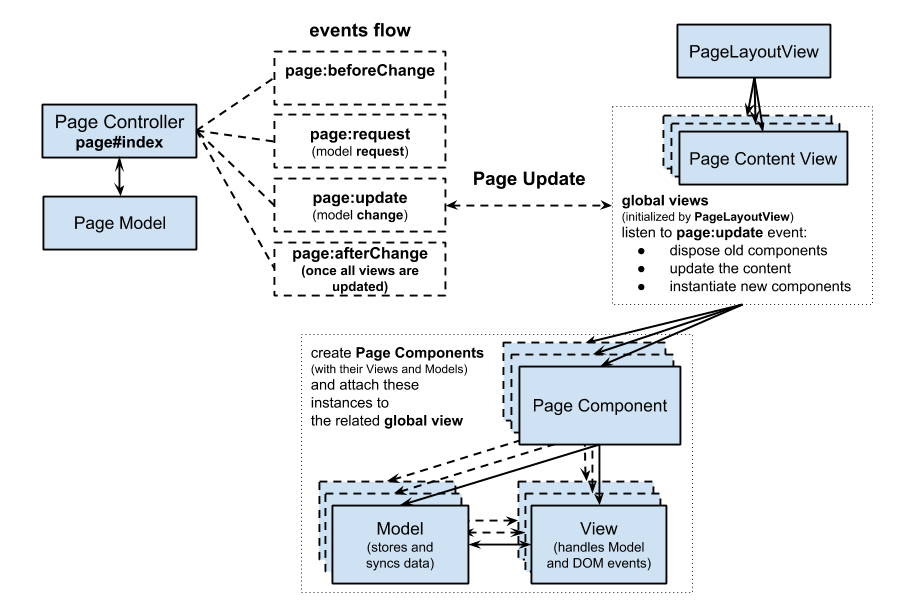 events flow
page:beforeChange
page:request
(model request)
page:update
(model change)
page:afterChange
(once all views are
updated)
Page Controller
page#index
Page Model
Page Update
PageLayoutView
Page Content View
global views
(initialized by PageLayoutView)
listen to page:update event:
● dispose old components
● update the content
● instantiate new components
create Page Components
(with their Views and Models)
and attach these
instances to
the related global view
Page Component
Model
(stores and
syncs data)
View
(handles Model
and DOM events)